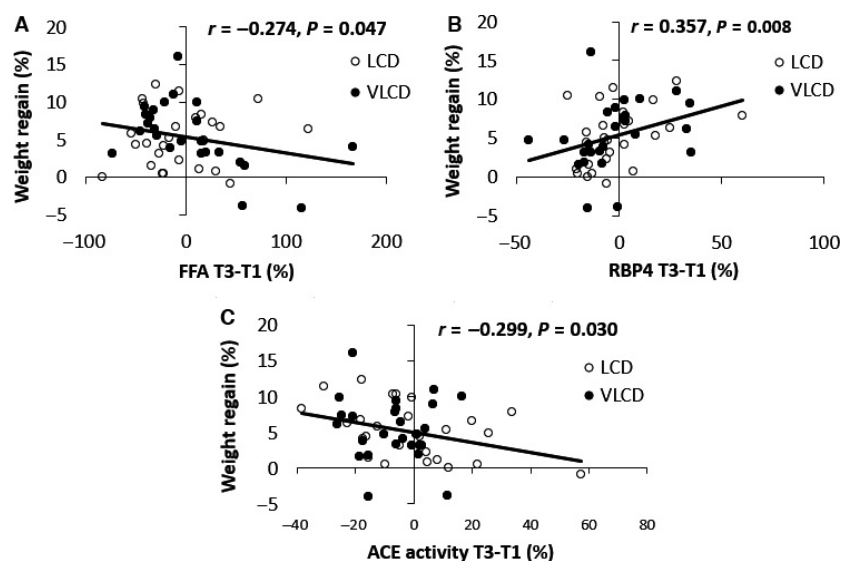 A
r = −0.274, P = 0.047
LCD
VLCD
Weight regain (%)
20
15
10
5
0
−5
−100
0
100
200
FFA T3-T1 (%)
B
r = 0.357, P = 0.008
LCD
VLCD
Weight regain (%)
20
15
10
5
0
−5
−50
0
50
100
RBP4 T3-T1 (%)
C
r = −0.299, P = 0.030
LCD
VLCD
Weight regain (%)
20
15
10
5
0
−5
−40
−20
0
20
40
60
80
ACE activity T3-T1 (%)